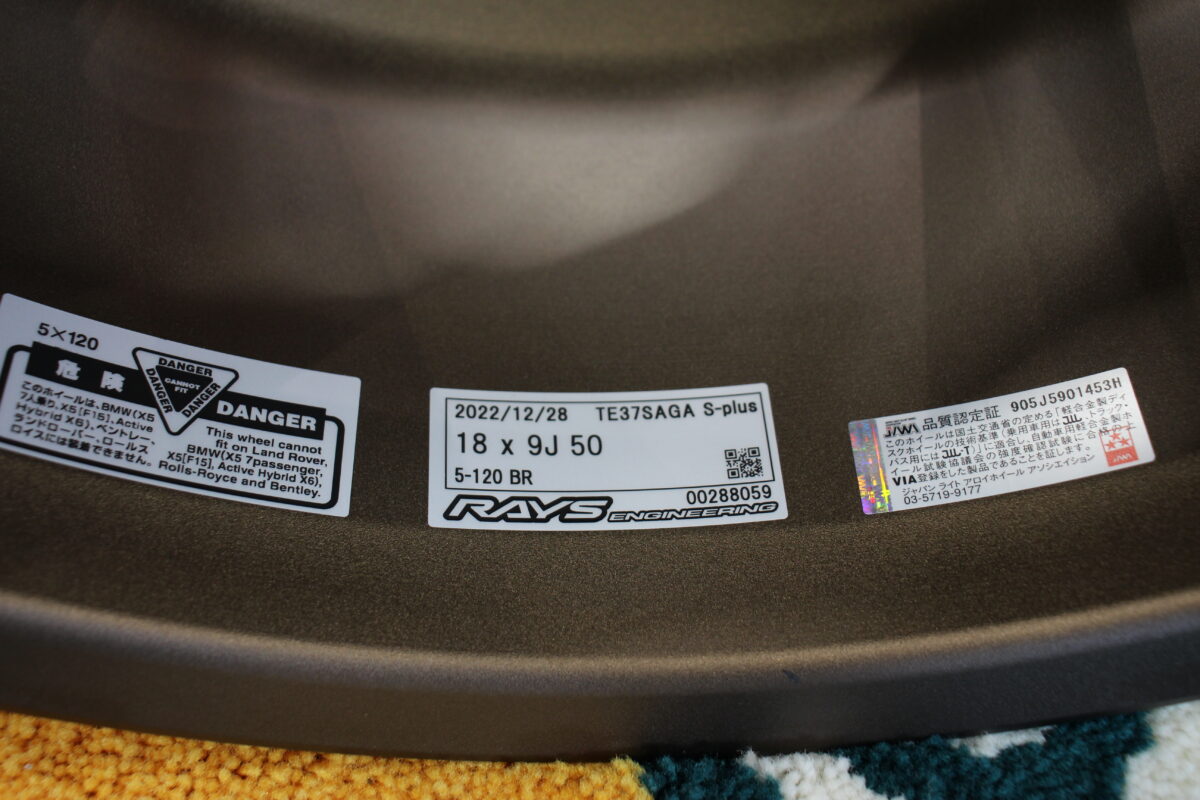 5×120
危険
DANGER
CANNOT
FIT
DANGER
DANGER
DANGER
このホイールは、BMW(X5
7人乗り、X5[F15]、Active
Hybrid X6)、ベントレー、
ランドローバー、ロールス
ロイスには装着できません。
This wheel cannot
fit on Land Rover,
BMW(X5 7passenger,
X5[F15], Active Hybrid X6),
Rolls-Royce and Bentley.
2022/12/28 TE37SAGA S-plus
18 x 9J 50
5-120 BR
00288059
RAYS ENGINEERING
JAWA 品質認定証 905J5901453H
このホイールは国土交通省の定める「軽合金製ディ
スクホイールの技術基準(乗用車用はJWL トラック・
バス用にはJWL-T)」に適合し、自動車用軽合金製ホ
イール試験協議会の強度確認試験に合格の上
VIA登録をした製品であることを証します。
ジャパン ライト アロイホイール アソシエイション
03-5719-9177
JAWA